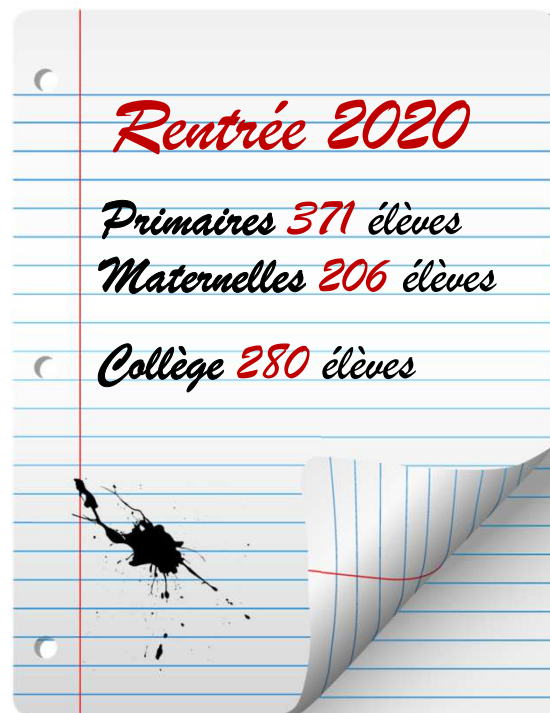 Rentrée 2020
Primaires 371 élèves
Maternelles 206 élèves
Collège 280 élèves